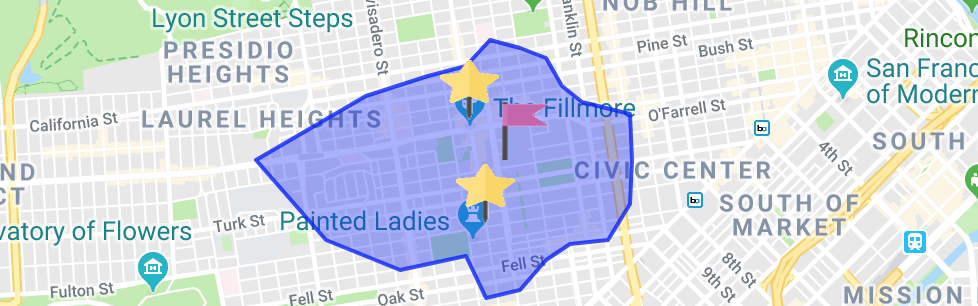 NOB HILL
Lyon Street Steps
visadero St
anklin St
Rincon
PRESIDIO
HEIGHTS
Pine St
Bush St
San Franc
of Modern
The Fillmore
O'Farrell St
California St
LAUREL HEIGHTS
SOUTH
4th St
ND
CT
CIVIC CENTER
SOUTH OF
MARKET
Painted Ladies
Turk St
vatory of Flowers
Fell St
8th St
9th St
Fulton St
Fell St
Oak St
MISSION